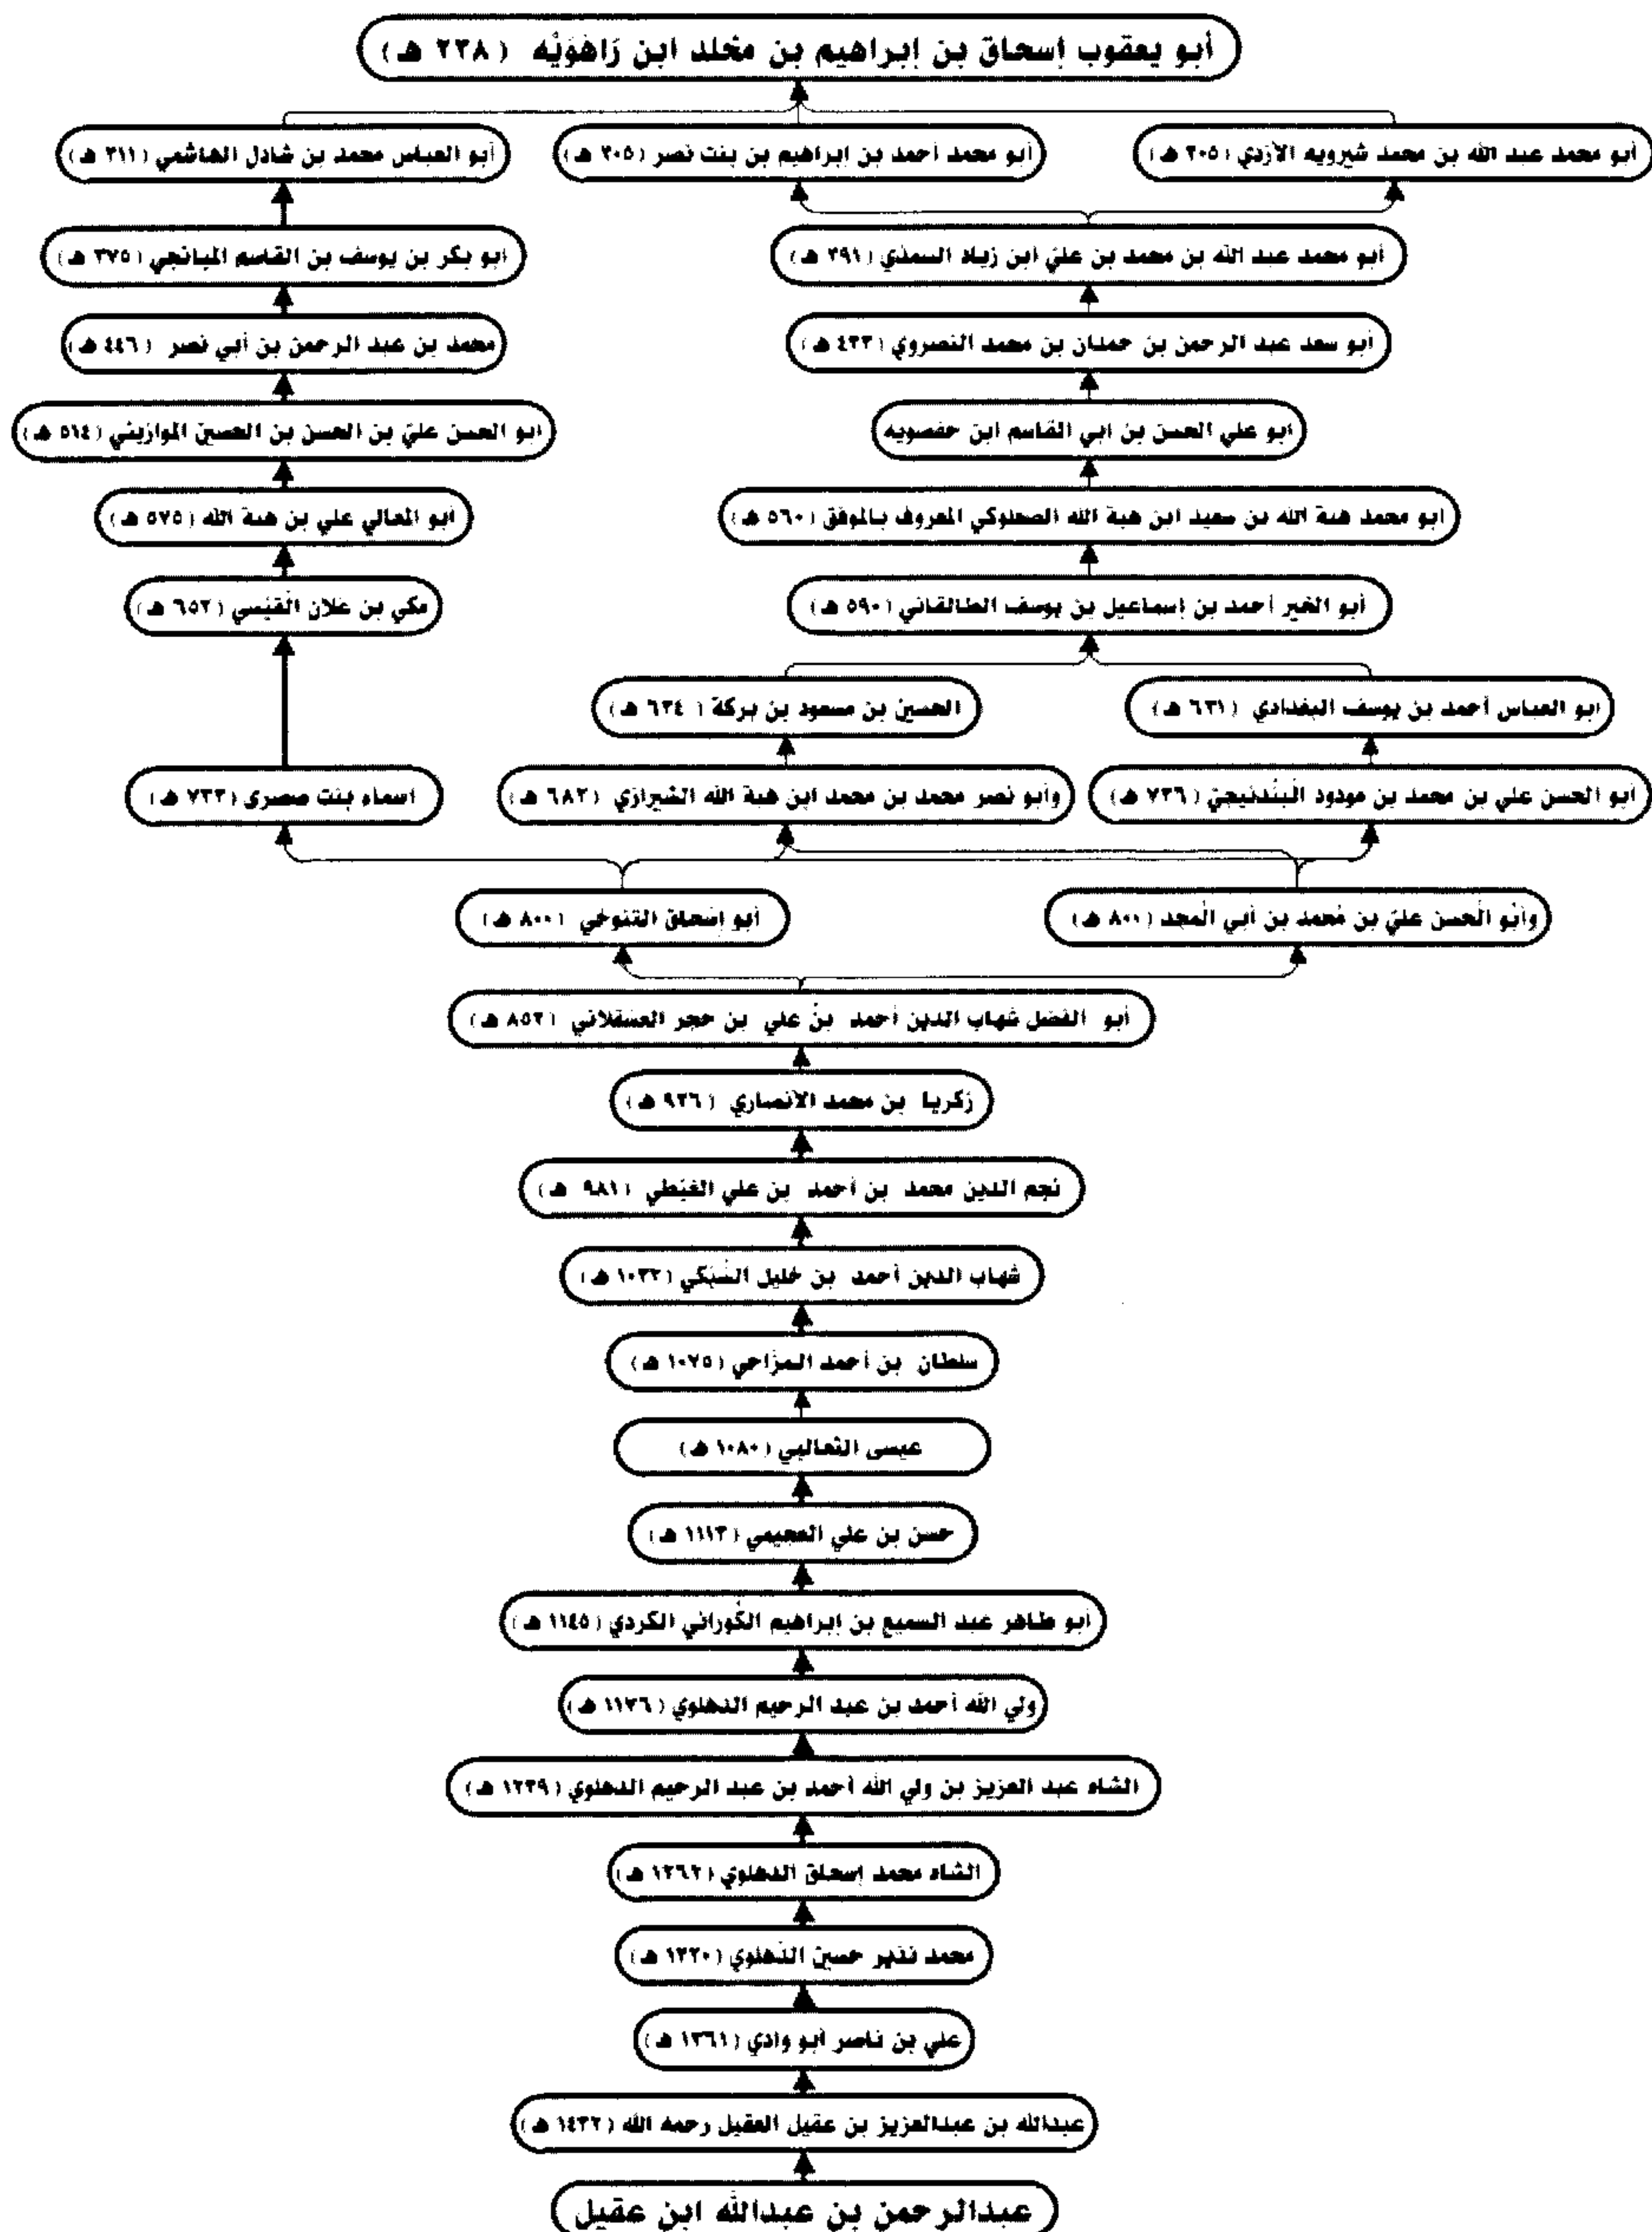 أبو يعقوب إسحاق بن إبراهيم بن مخلد ابن رَاهَوَيْه ( ٢٣٨ هـ )
أبو محمد عبد الله بن محمد شيرويه الأزدي ( ٣٠٥ هـ )
أبو محمد أحمد بن إبراهيم بن بنت نصر ( ٣٠٥ هـ )
أبو العباس محمد بن شادل الهاشمي ( ٣١١ هـ )
أبو محمد عبد الله بن محمد بن علي ابن زياد السمذي ( ٣٩١ هـ )
ابو بكر بن يوسف بن القاسم الميانجي ( ٣٧٥ هـ )
أبو سعد عبد الرحمن بن حمدان بن محمد النصروي ( ٤٣٣ هـ )
محمد بن عبد الرحمن بن أبي نصر ( ٤٤٦ هـ )
ابو علي الحسن بن ابي القاسم ابن حفصويه
ابو الحسن علي بن الحسن بن الحسين الموازيني ( ٥١٤ هـ )
ابو محمد هبة الله بن سعيد ابن هبة الله الصعلوكي المعروف بالموفق ( ٥٦٠ هـ )
أبو المعالي علي بن هبة الله ( ٥٧٥ هـ )
أبو الخير أحمد بن إسماعيل بن يوسف الطالقاني ( ٥٩٠ هـ )
مكي بن علان القيسي ( ٦٥٢ هـ )
ابو العباس أحمد بن يوسف البغدادي ( ٦٣١ هـ )
الحسين بن مسعود بن بركة ( ٦٣٤ هـ )
أبو الحسن علي بن محمد بن مودود البندنيجي ( ٧٣٦ هـ )
وأبو نصر محمد بن محمد ابن هبة الله الشيرازي ( ٦٨٢ هـ )
اسماء بنت صصرى ( ٧٣٣ هـ )
وأبو الحسن علي بن محمد بن أبي المجد ( ٨٠٠ هـ )
أبو إسحاق التنوخي ( ٨٠٠ هـ )
أبو الفضل شهاب الدين أحمد بن علي بن حجر العسقلاني ( ٨٥٢ هـ )
زكريا بن محمد الأنصاري ( ٩٢٦ هـ )
نجم الدين محمد بن أحمد بن علي الغيطي ( ٩٨١ هـ )
شهاب الدين أحمد بن خليل السُّبكي ( ١٠٣٢ هـ )
سلطان بن أحمد المزَّاحي ( ١٠٧٥ هـ )
عيسى الثعالبي ( ١٠٨٠ هـ )
حسن بن علي العجيمي ( ١١١٣ هـ )
أبو طاهر عبد السميع بن إبراهيم الكُوراني الكردي ( ١١٤٥ هـ )
ولي الله أحمد بن عبد الرحيم الدهلوي ( ١١٧٦ هـ )
الشاه عبد العزيز بن ولي الله أحمد بن عبد الرحيم الدهلوي ( ١٢٣٩ هـ )
الشاه محمد إسحاق الدهلوي ( ١٢٦٢ هـ )
محمد نذير حسين الدهلوي ( ١٣٢٠ هـ )
علي بن ناصر أبو وادي ( ١٣٦١ هـ )
عبدالله بن عبدالعزيز بن عقيل العقيل رحمه الله ( ١٤٣٢ هـ )
عبدالرحمن بن عبدالله ابن عقيل